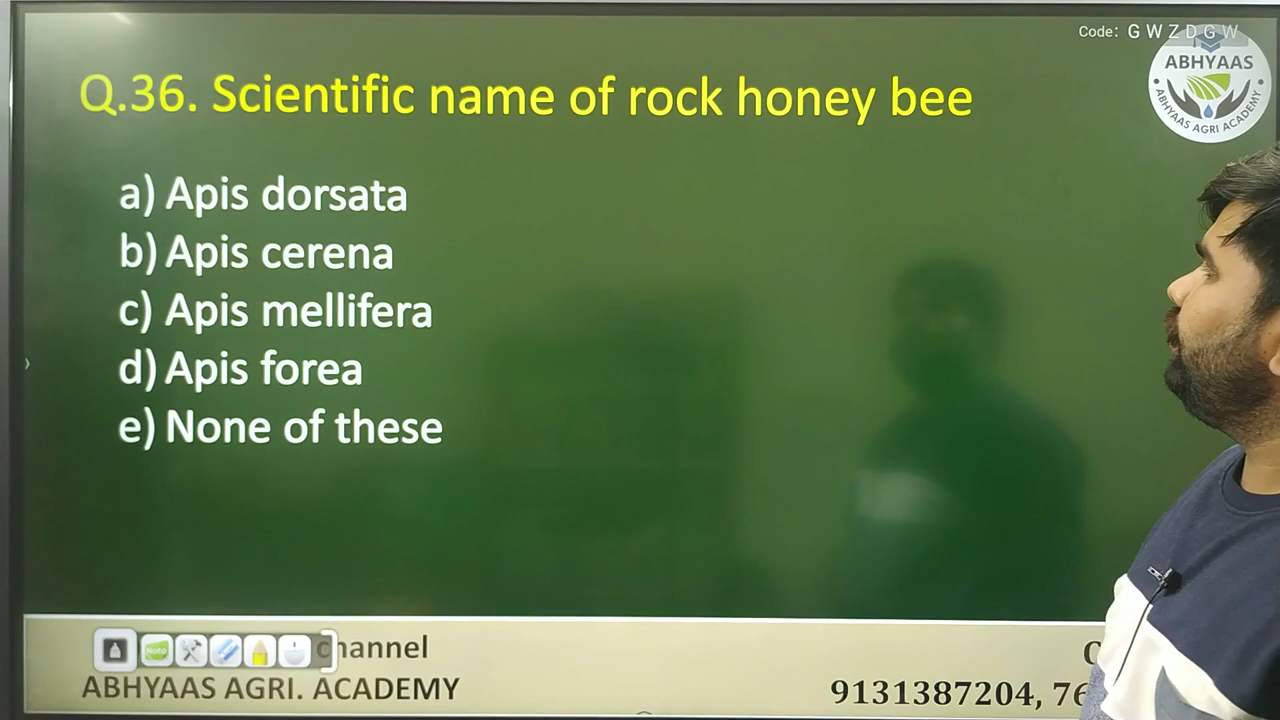 Code: G W Z D G W
ABHYAAS
ABHYAAS AGRI ACADEMY
Q.36. Scientific name of rock honey bee
a) Apis dorsata
b) Apis cerena
c) Apis mellifera
d) Apis forea
e) None of these
Note
channel
ABHYAAS AGRI. ACADEMY
9131387204, 76